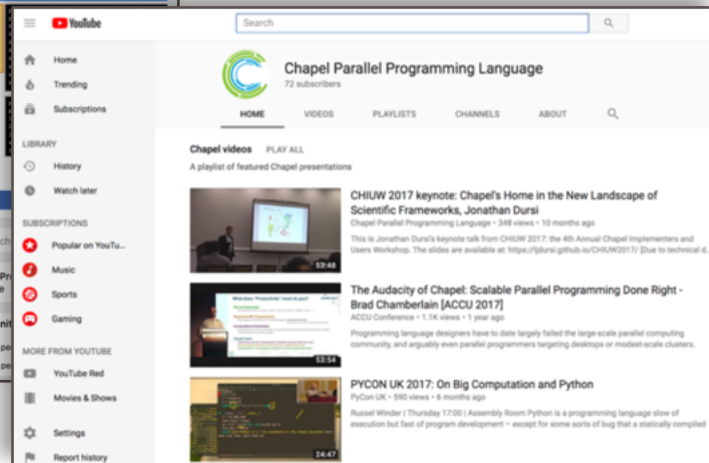 YouTube
Search
Home
Trending
Subscriptions
LIBRARY
History
Watch later
SUBSCRIPTIONS
Popular on YouTu...
Music
Sports
Gaming
MORE FROM YOUTUBE
YouTube Red
Movies & Shows
Settings
Report history
Chapel Parallel Programming Language
72 subscribers
HOME VIDEOS PLAYLISTS CHANNELS ABOUT
Chapel videos PLAY ALL
A playlist of featured Chapel presentations
53:48
CHIUW 2017 keynote: Chapel's Home in the New Landscape of
Scientific Frameworks, Jonathan Dursi
Chapel Parallel Programming Language • 348 views • 10 months ago
This is Jonathan Dursi's keynote talk from CHIUW 2017: the 4th Annual Chapel Implementers and
Users Workshop. The slides are available at: https://ljdursi.github.io/CHIUW2017/ [Due to technical d..
What does "Productivity" mean to you?
53:54
The Audacity of Chapel: Scalable Parallel Programming Done Right -
Brad Chamberlain [ACCU 2017]
ACCU Conference • 1.1K views • 1 year ago
Programming language designers have to date largely failed the large-scale parallel computing
community, and arguably even parallel programmers targeting desktops or modest-scale clusters.
24:47
PYCON UK 2017: On Big Computation and Python
PyCon UK • 590 views • 6 months ago
Russel Winder | Thursday 17:00 | Assembly Room Python is a programming language slow of
execution but fast of program development – except for some sorts of bug that a statically compiled